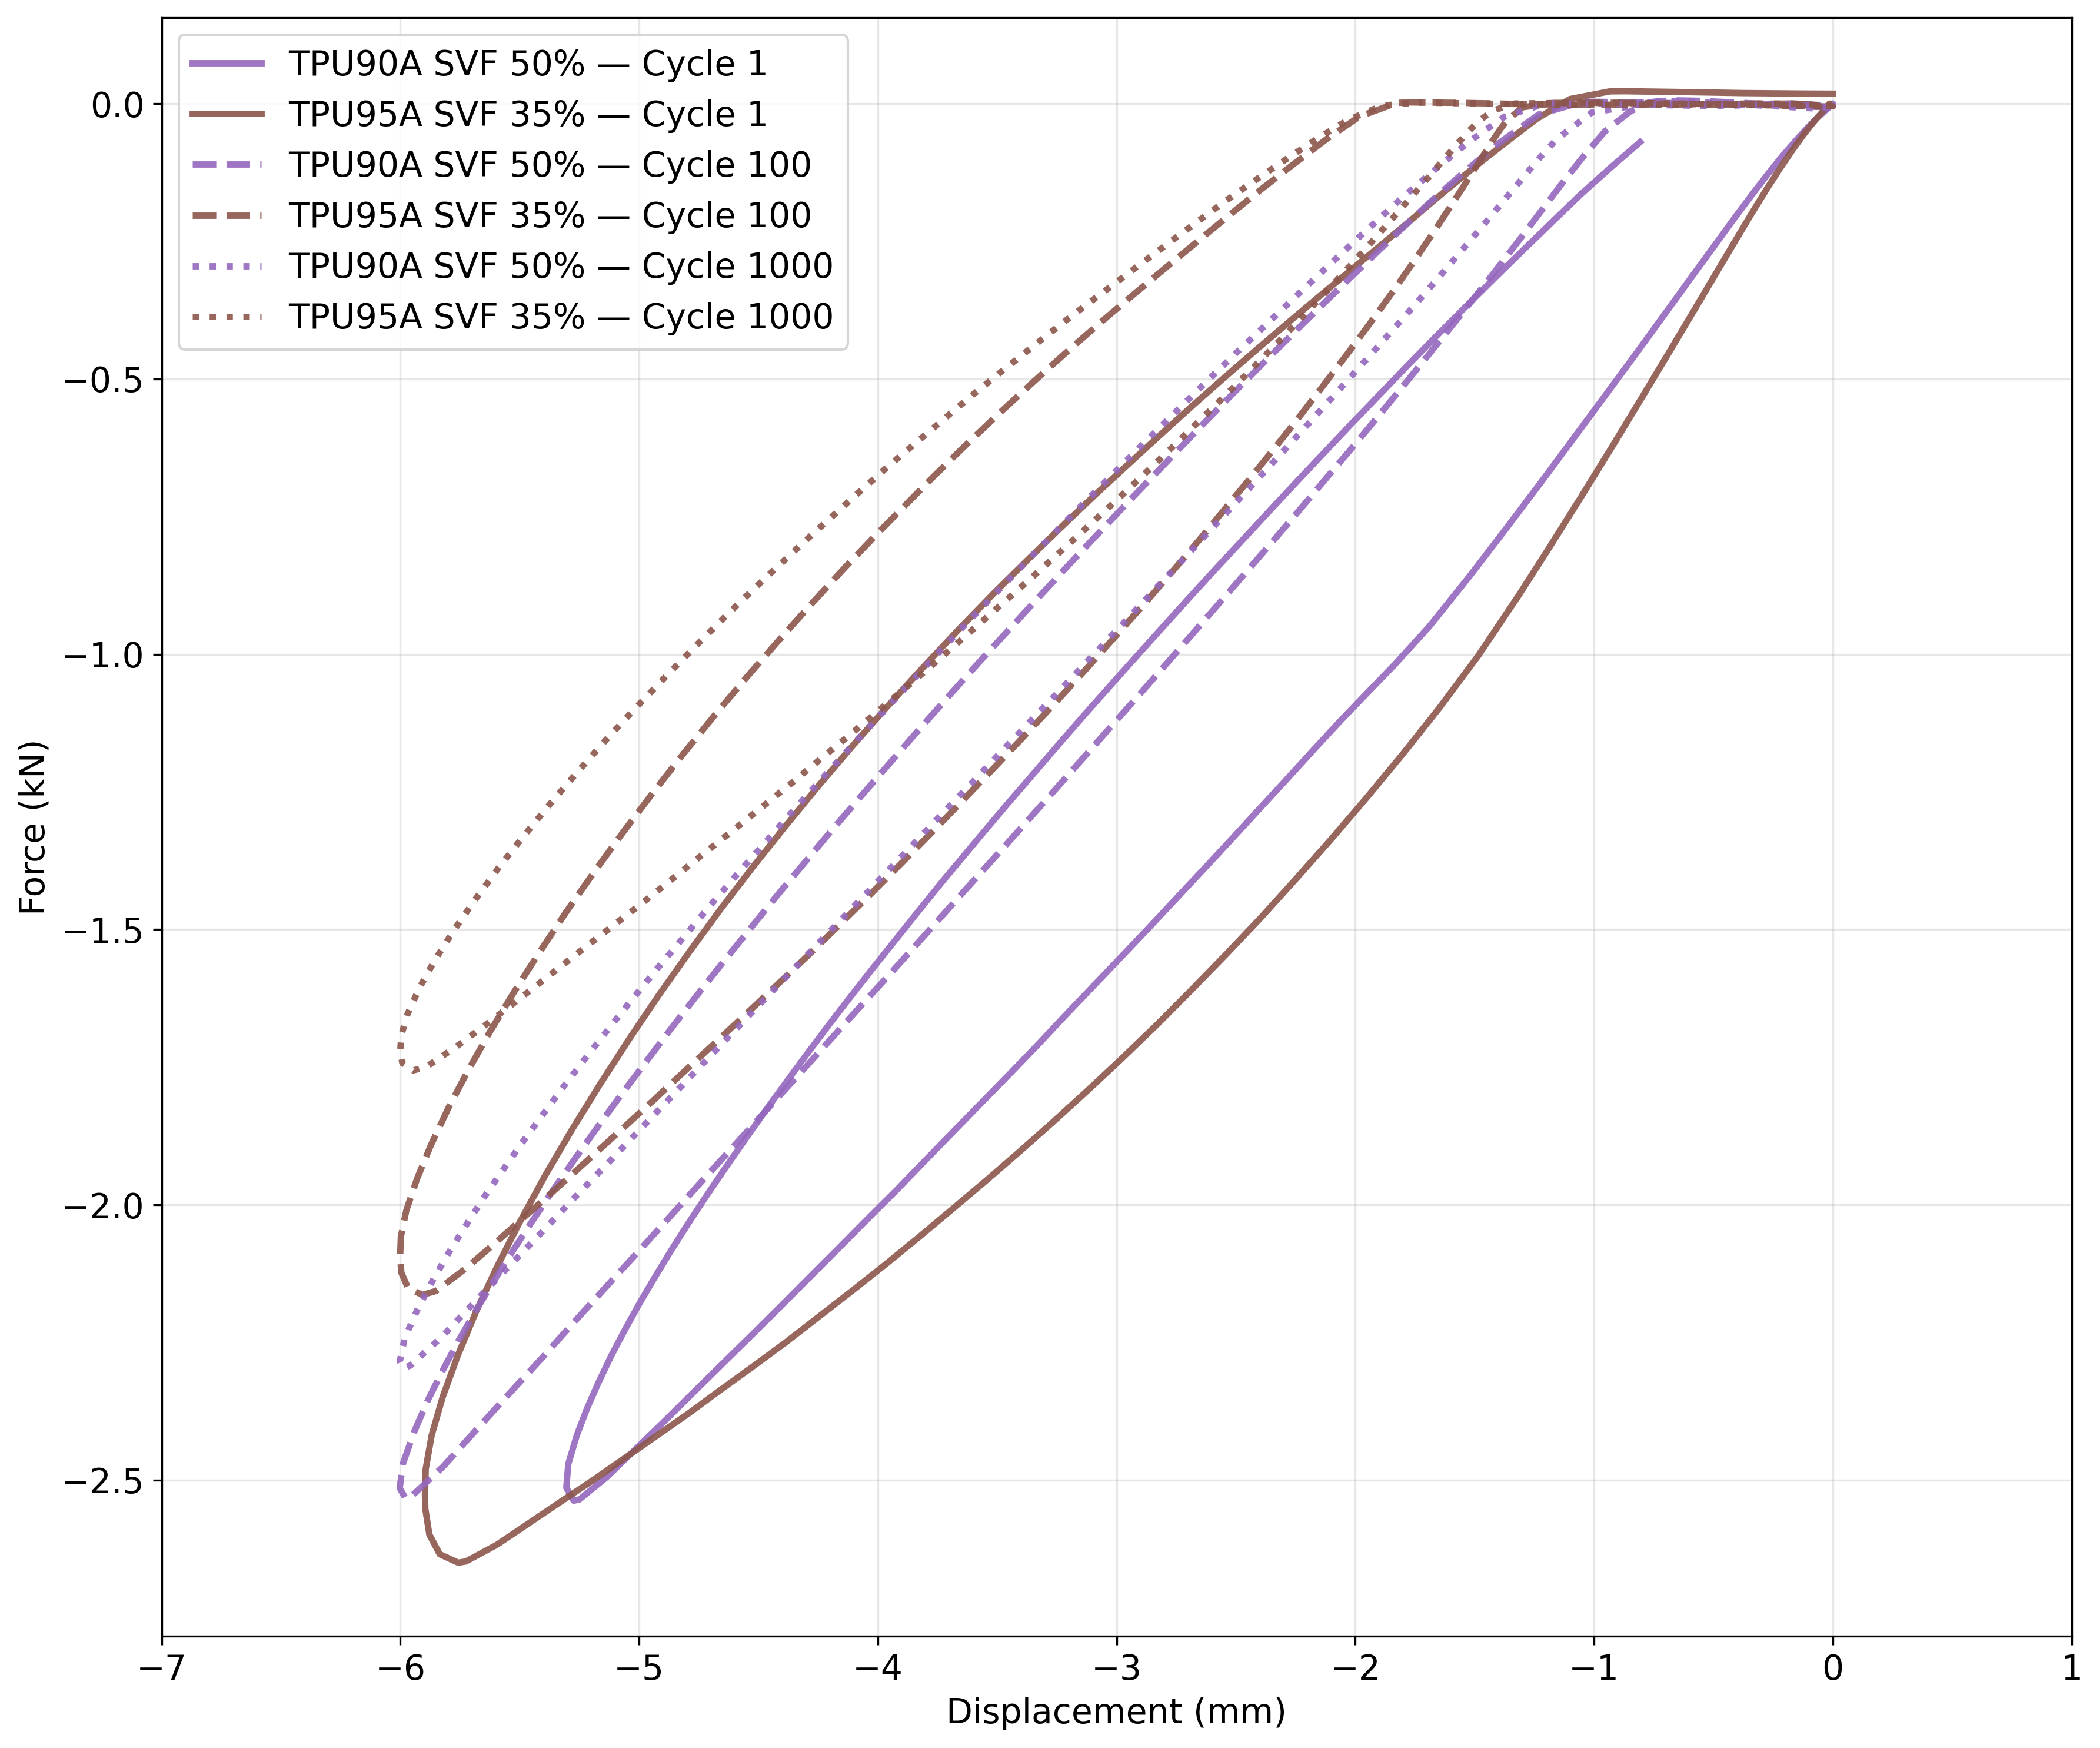 TPU90A SVF 50% — Cycle 1
TPU95A SVF 35% — Cycle 1
TPU90A SVF 50% — Cycle 100
TPU95A SVF 35% — Cycle 100
TPU90A SVF 50% — Cycle 1000
TPU95A SVF 35% — Cycle 1000
0.0
−0.5
−1.0
−1.5
−2.0
−2.5
Force (kN)
−7 −6 −5 −4 −3 −2 −1 0 1
Displacement (mm)